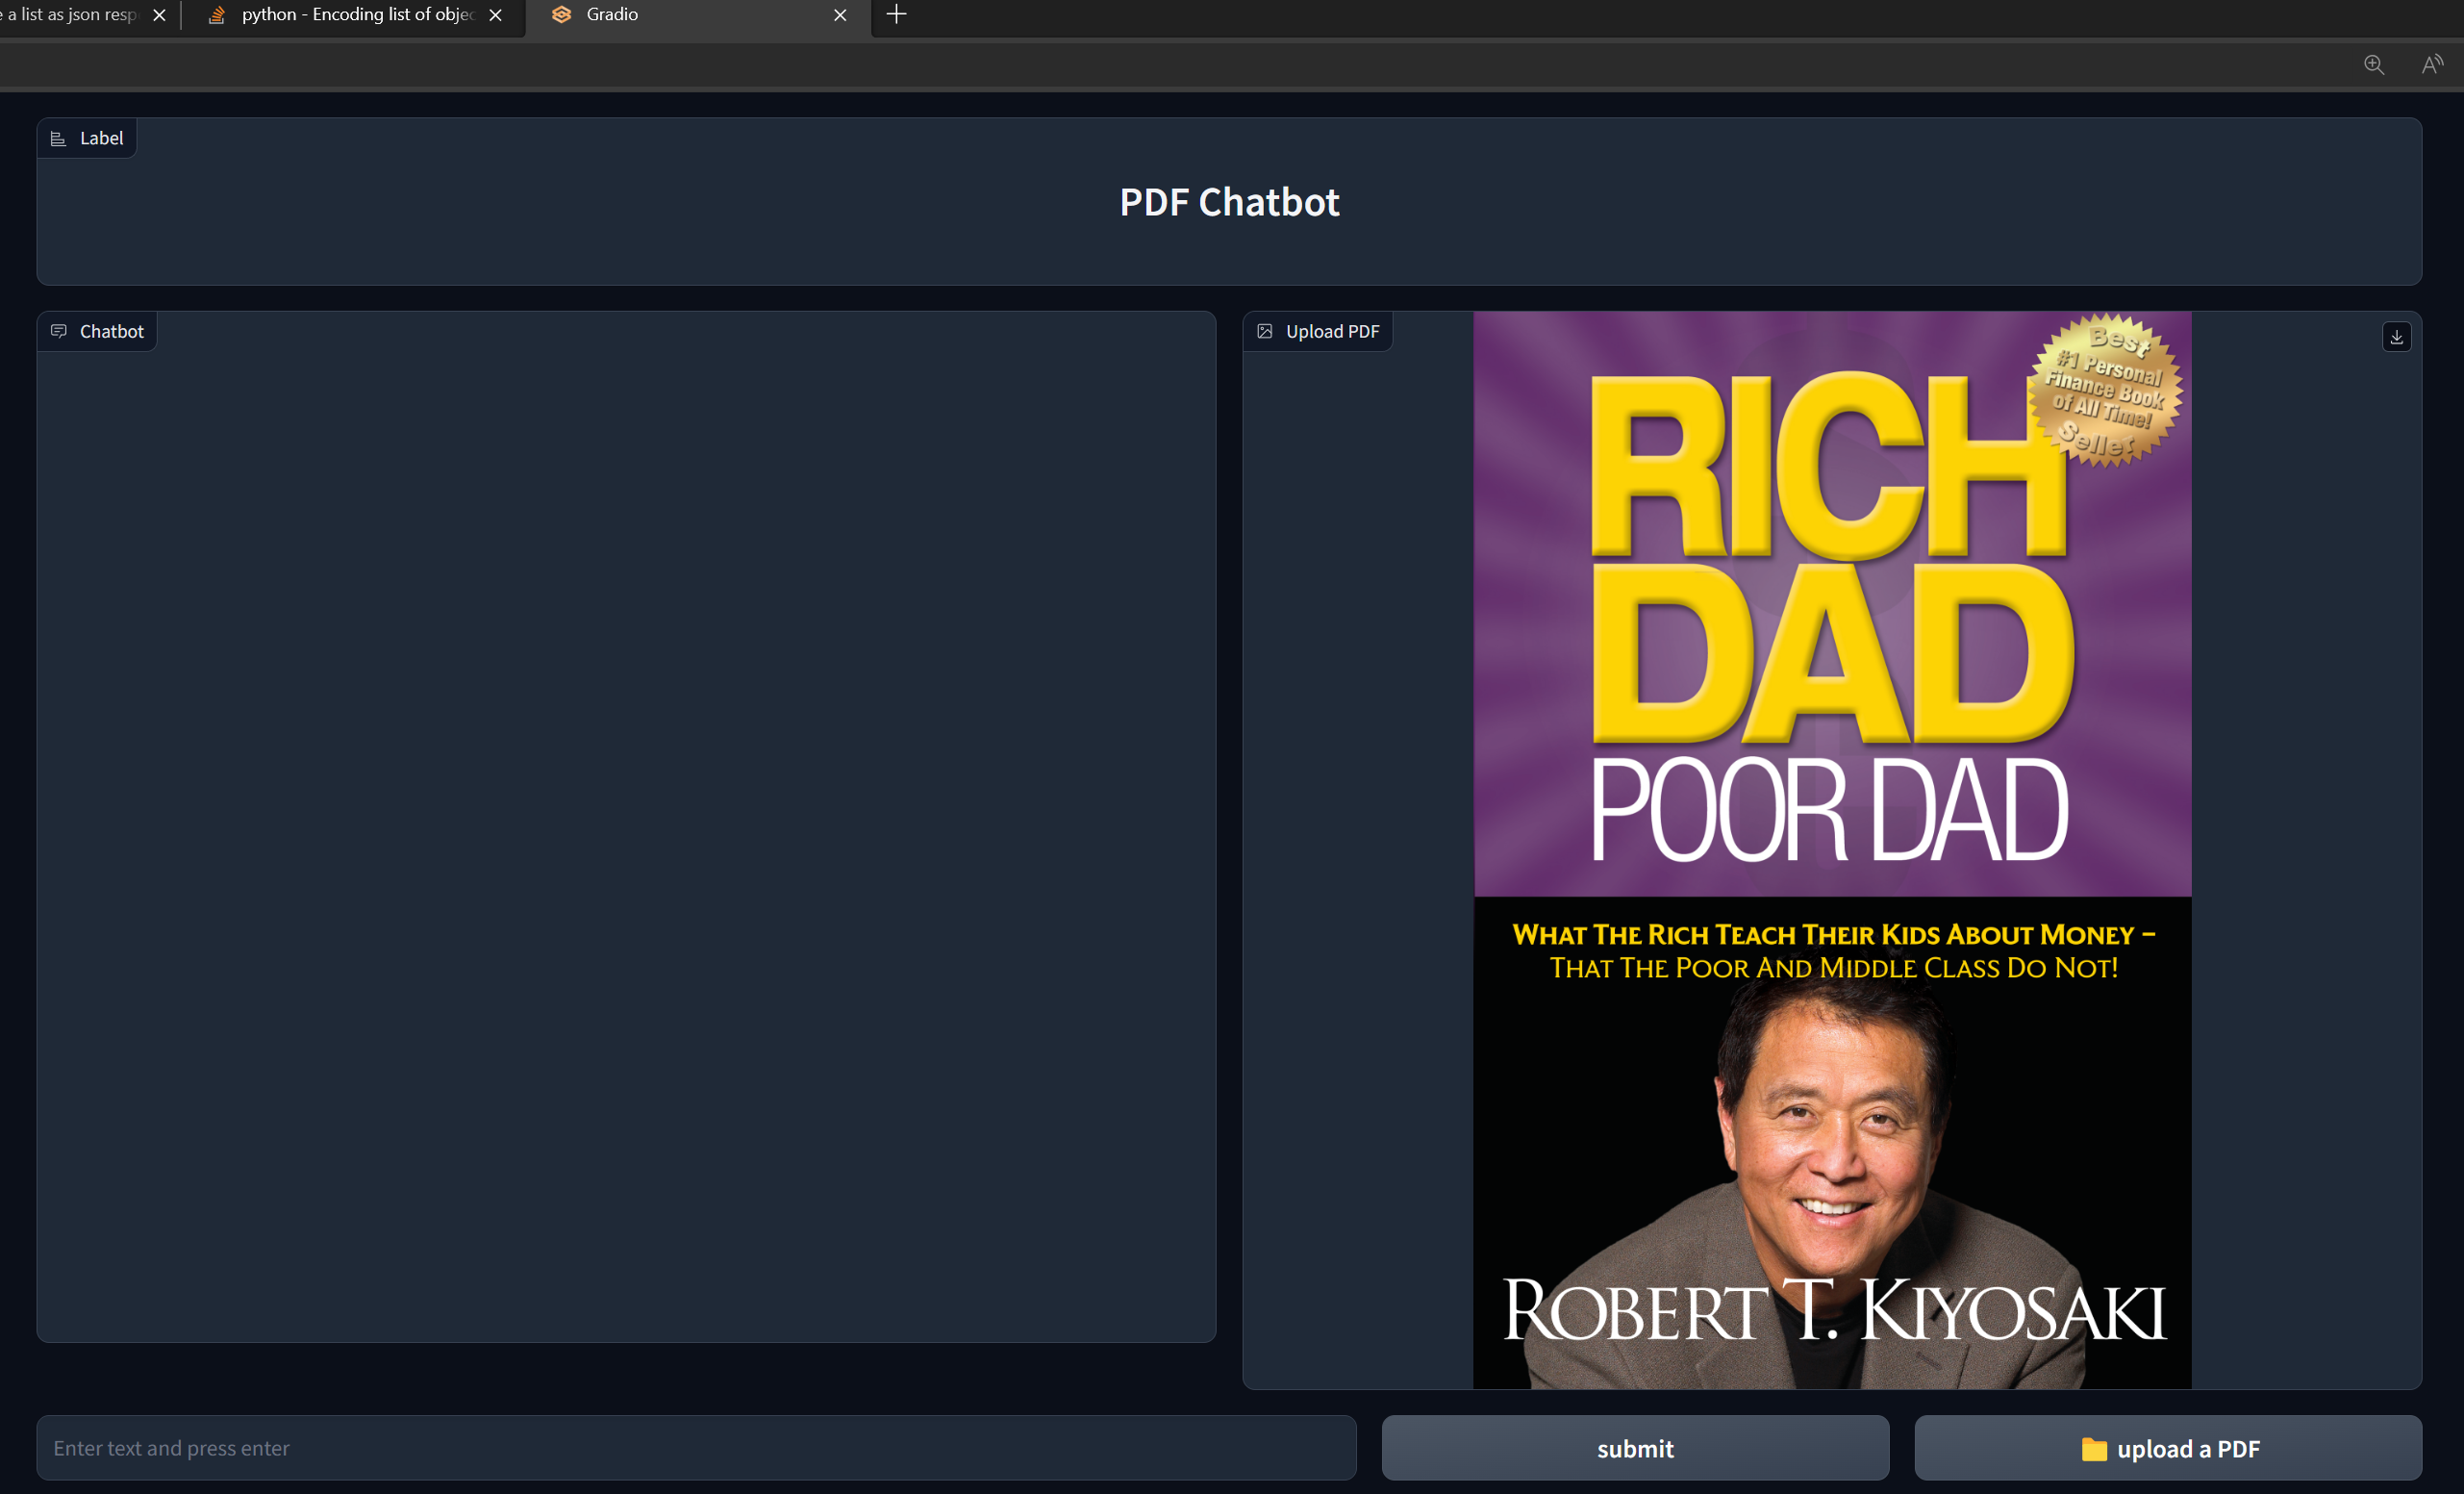 e a list as json resp
python - Encoding list of objec
Gradio
Label
PDF Chatbot
Chatbot
Upload PDF
Best
#1 Personal
Finance Book
of All Time!
Seller
RICH
DAD
POOR DAD
WHAT THE RICH TEACH THEIR KIDS ABOUT MONEY –
THAT THE POOR AND MIDDLE CLASS DO NOT!
ROBERT T. KIYOSAKI
Enter text and press enter
submit
upload a PDF